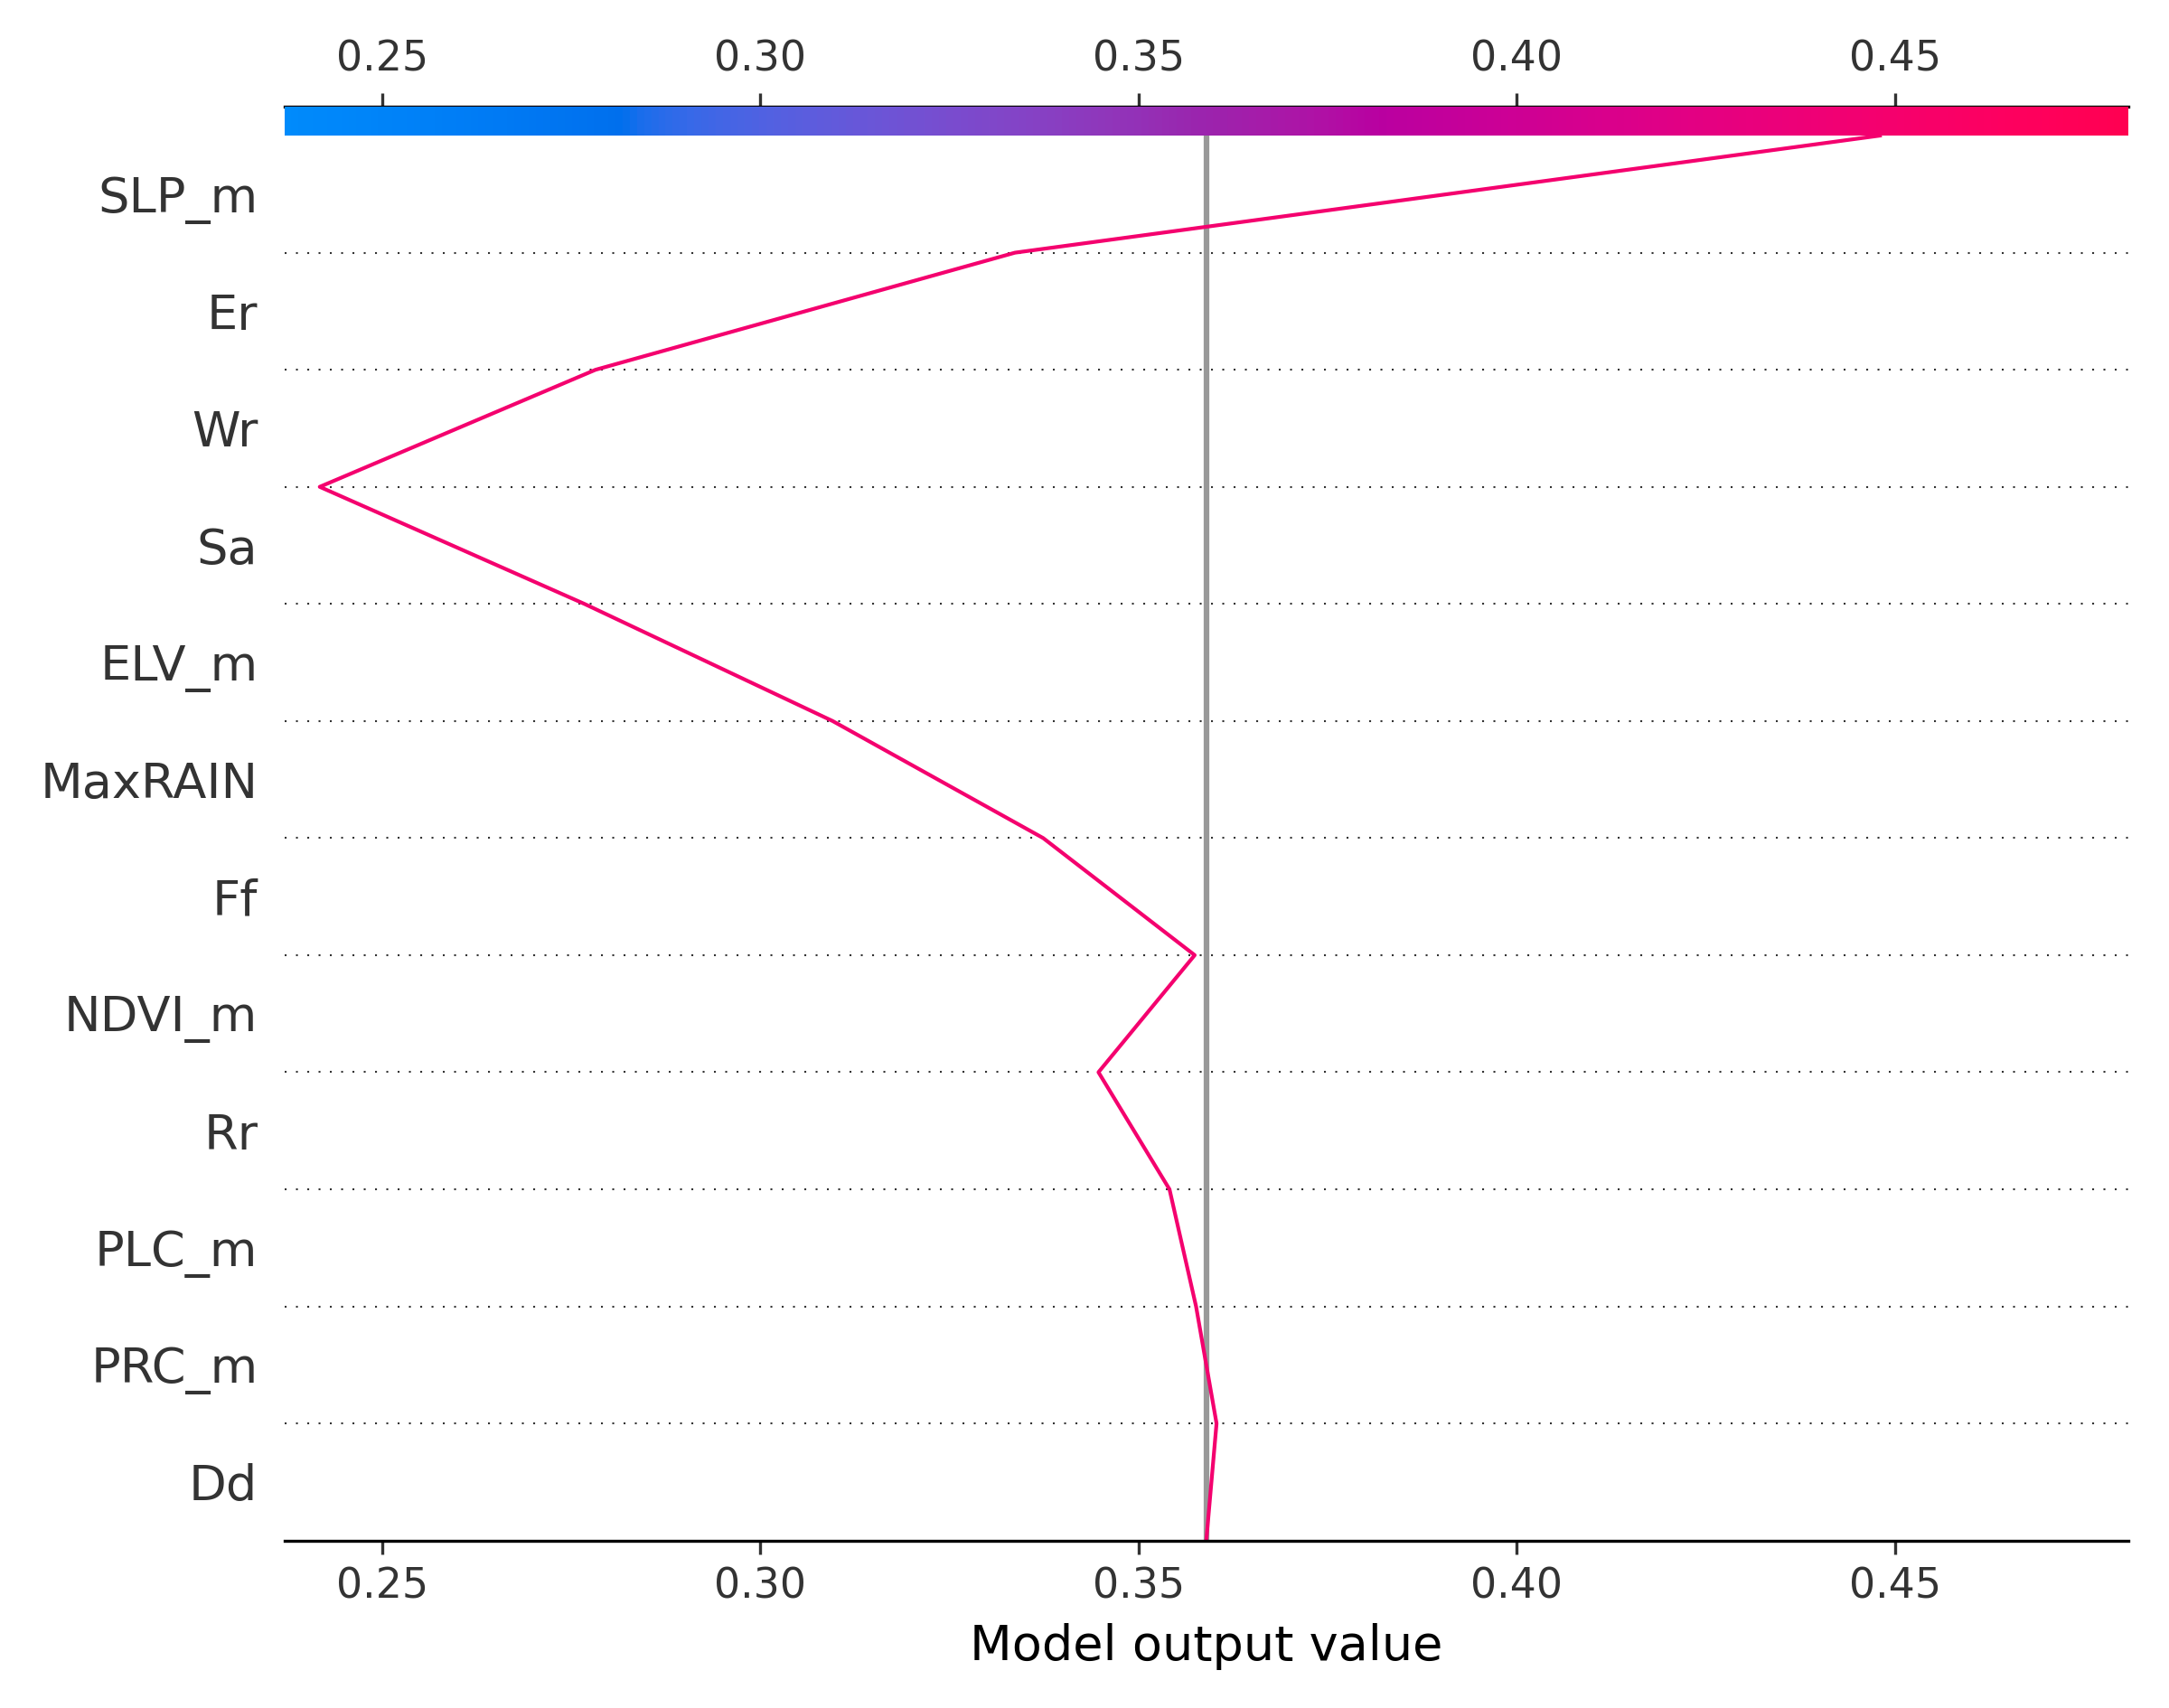 0.25 0.30 0.35 0.40 0.45
SLP_m
Er
Wr
Sa
ELV_m
MaxRAIN
Ff
NDVI_m
Rr
PLC_m
PRC_m
Dd
0.25 0.30 0.35 0.40 0.45
Model output value